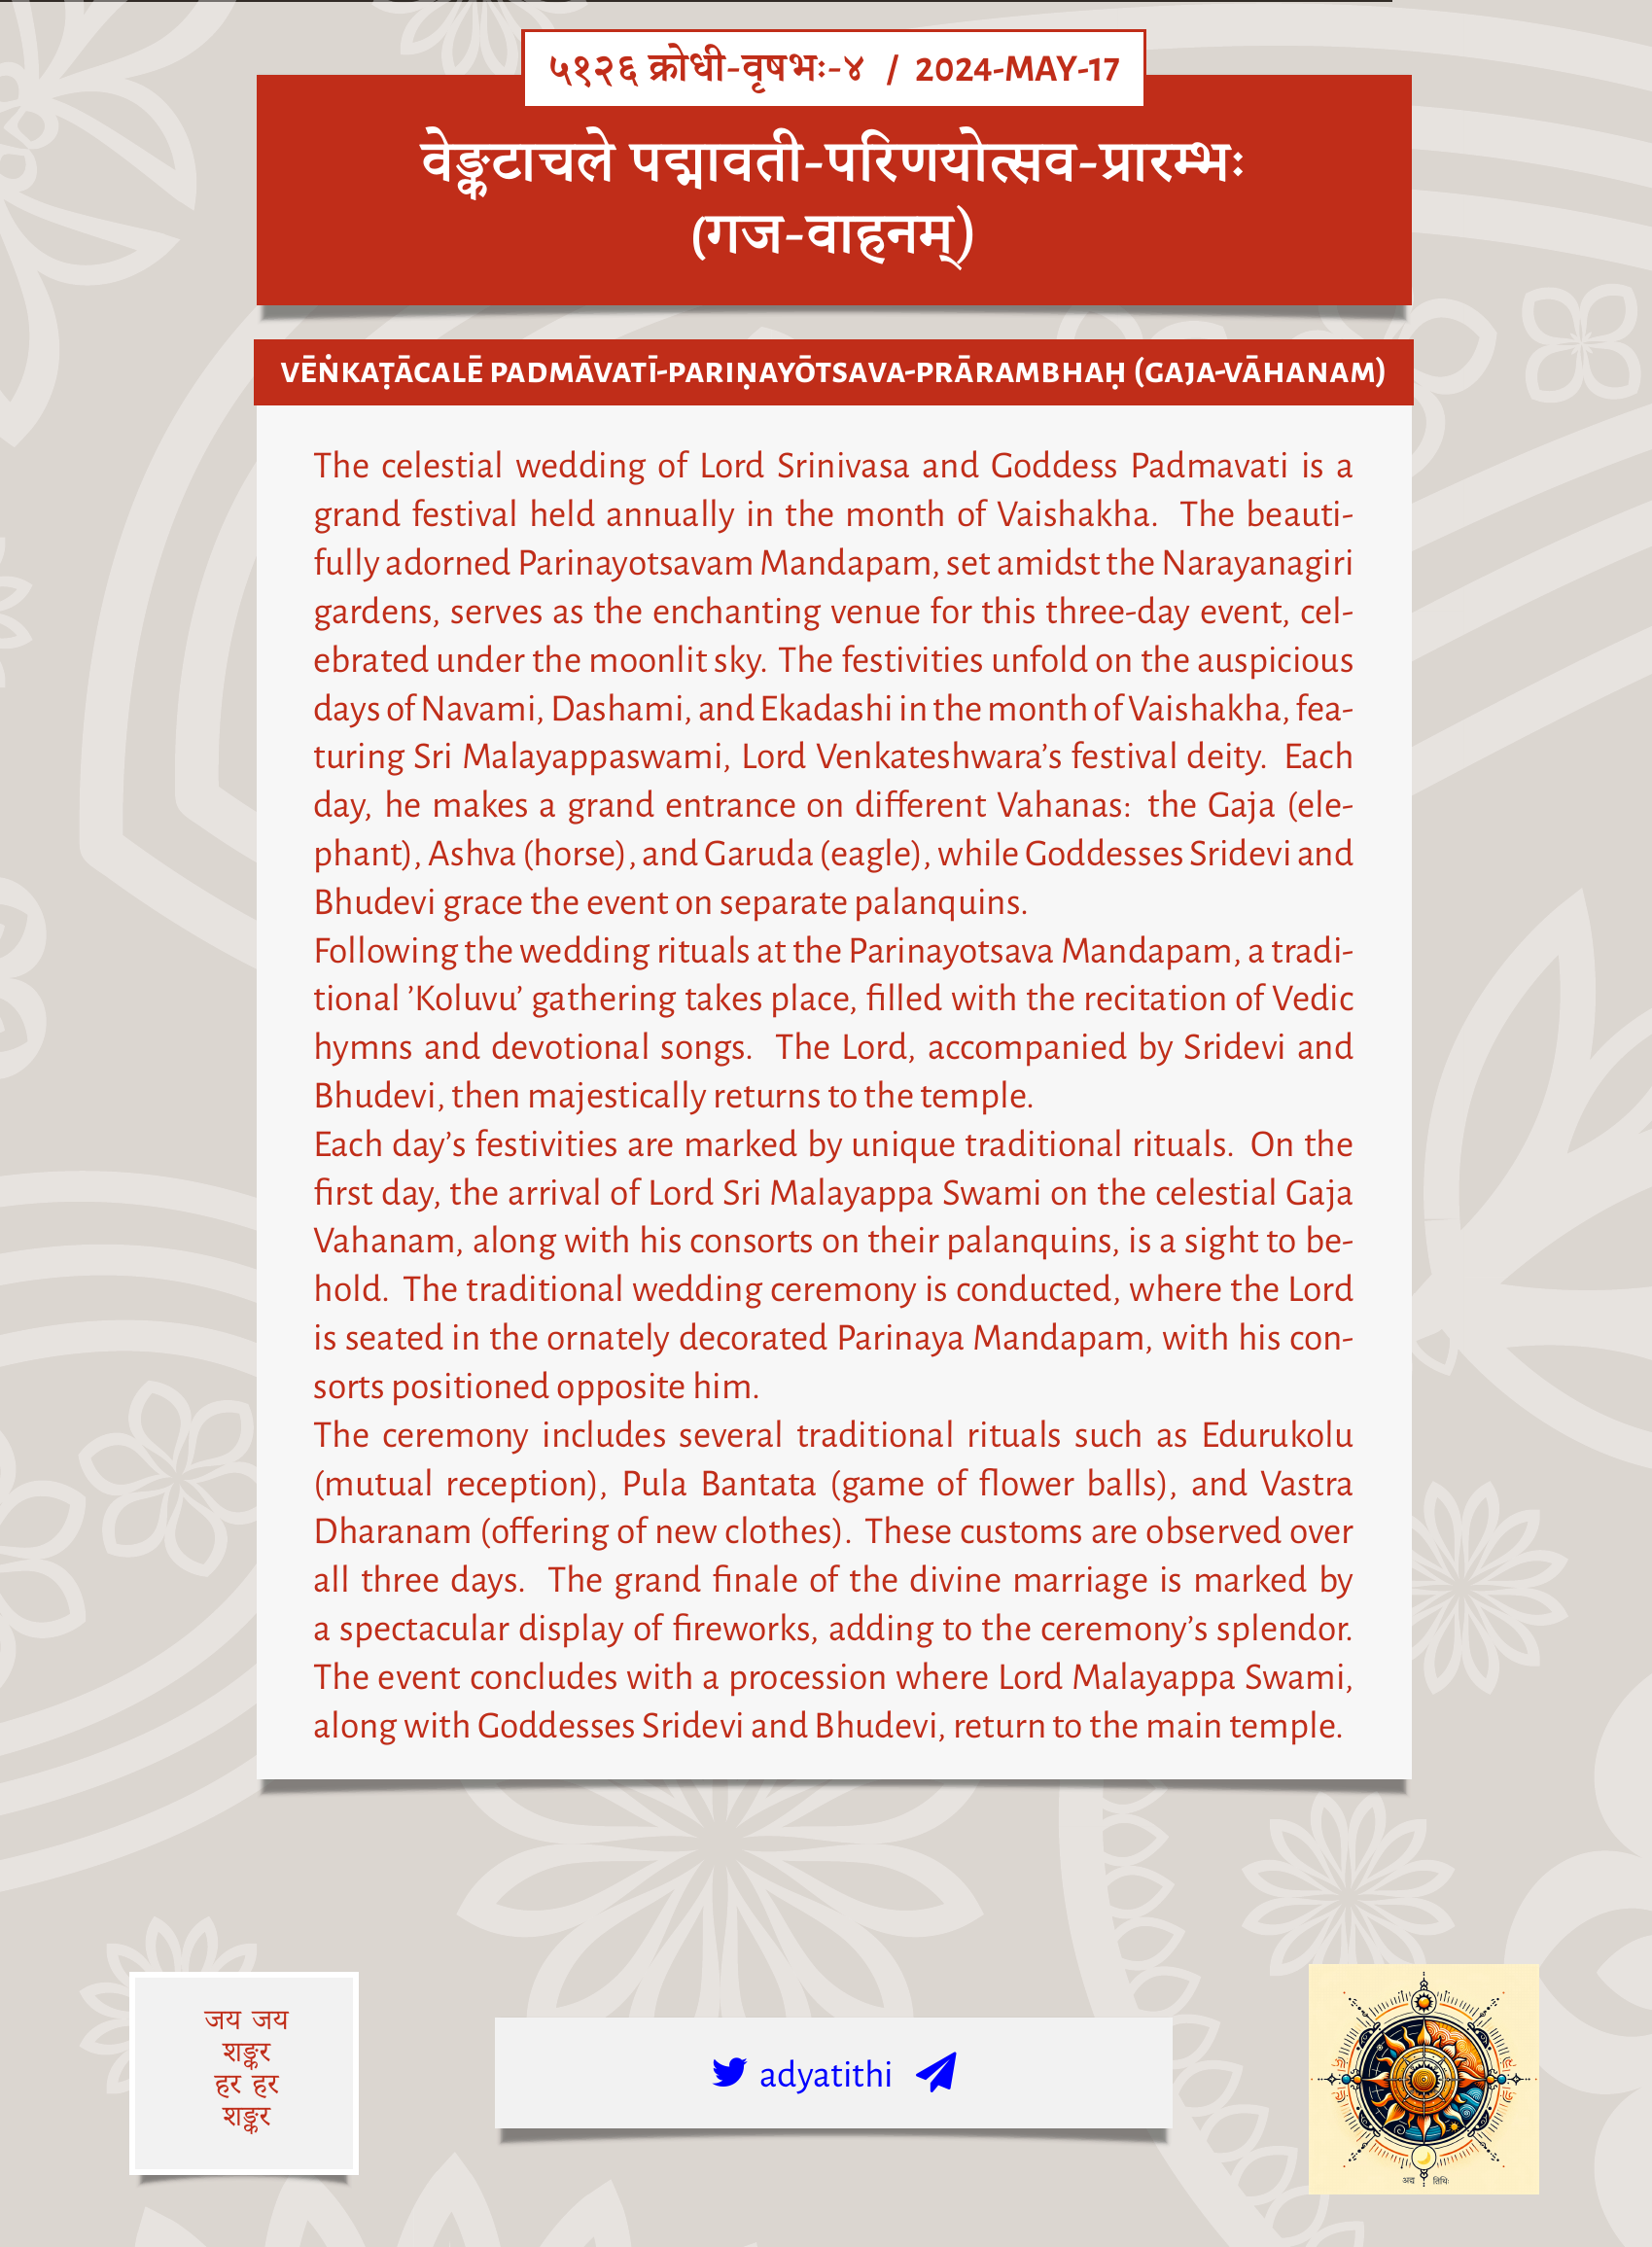 ५१२६ क्रोधी-वृषभः-४ / 2024-MAY-17
वेङ्कटाचले पद्मावती-परिणयोत्सव-प्रारम्भः
(गज-वाहनम्)
VĒṄKAṬĀCALĒ PADMĀVATĪ-PARIṆAYŌTSAVA-PRĀRAMBHAḤ (GAJA-VĀHANAM)
The celestial wedding of Lord Srinivasa and Goddess Padmavati is a
grand festival held annually in the month of Vaishakha. The beauti-
fully adorned Parinayotsavam Mandapam, set amidst the Narayanagiri
gardens, serves as the enchanting venue for this three-day event, cel-
ebrated under the moonlit sky. The festivities unfold on the auspicious
days of Navami, Dashami, and Ekadashi in the month of Vaishakha, fea-
turing Sri Malayappaswami, Lord Venkateshwara’s festival deity. Each
day, he makes a grand entrance on different Vahanas: the Gaja (ele-
phant), Ashva (horse), and Garuda (eagle), while Goddesses Sridevi and
Bhudevi grace the event on separate palanquins.
Following the wedding rituals at the Parinayotsava Mandapam, a tradi-
tional ’Koluvu’ gathering takes place, filled with the recitation of Vedic
hymns and devotional songs. The Lord, accompanied by Sridevi and
Bhudevi, then majestically returns to the temple.
Each day’s festivities are marked by unique traditional rituals. On the
first day, the arrival of Lord Sri Malayappa Swami on the celestial Gaja
Vahanam, along with his consorts on their palanquins, is a sight to be-
hold. The traditional wedding ceremony is conducted, where the Lord
is seated in the ornately decorated Parinaya Mandapam, with his con-
sorts positioned opposite him.
The ceremony includes several traditional rituals such as Edurukolu
(mutual reception), Pula Bantata (game of flower balls), and Vastra
Dharanam (offering of new clothes). These customs are observed over
all three days. The grand finale of the divine marriage is marked by
a spectacular display of fireworks, adding to the ceremony’s splendor.
The event concludes with a procession where Lord Malayappa Swami,
along with Goddesses Sridevi and Bhudevi, return to the main temple.
जय जय
शङ्कर
हर हर
शङ्कर
adyatithi
अद्य तिथिः